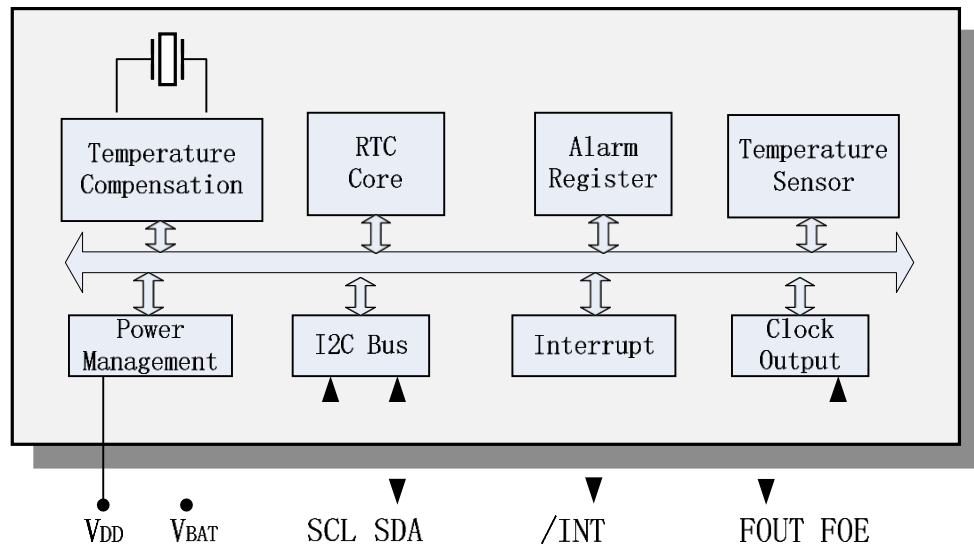 Temperature
Compensation
RTC
Core
Alarm
Register
Temperature
Sensor
Power
Management
I2C Bus
Interrupt
Clock
Output
VDD
VBAT
SCL SDA
/INT
FOUT FOE